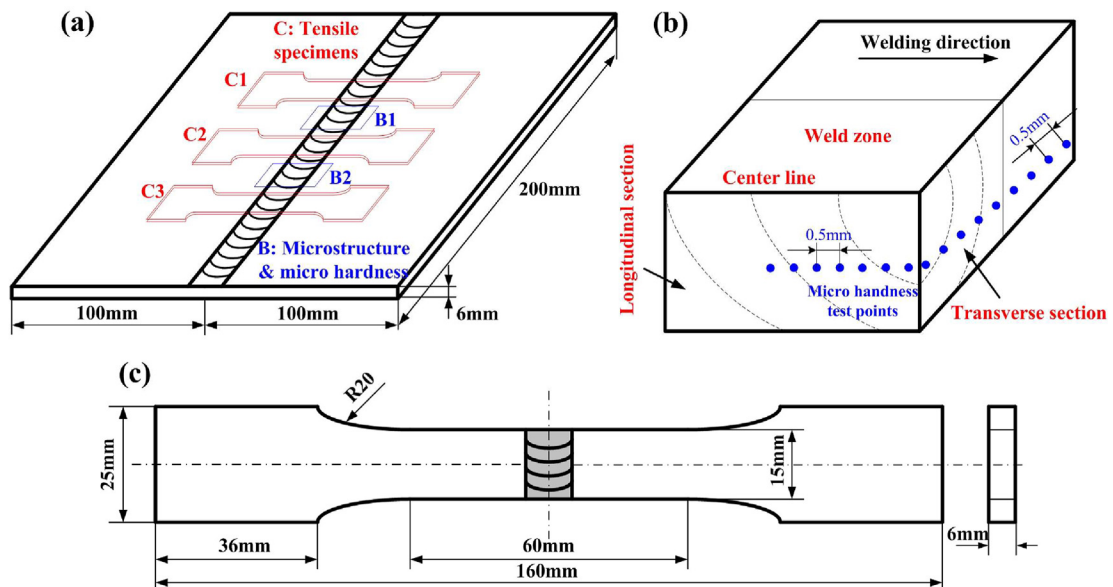 (a)
C: Tensile
specimens
C1
B1
C2
B2
C3
200mm
B: Microstructure
& micro hardness
100mm
100mm
6mm
(b)
Welding direction
Weld zone
0.5mm
Center line
Longitudinal section
0.5mm
Micro handness
test points
Transverse section
(c)
R20
25mm
15mm
36mm
60mm
6mm
160mm